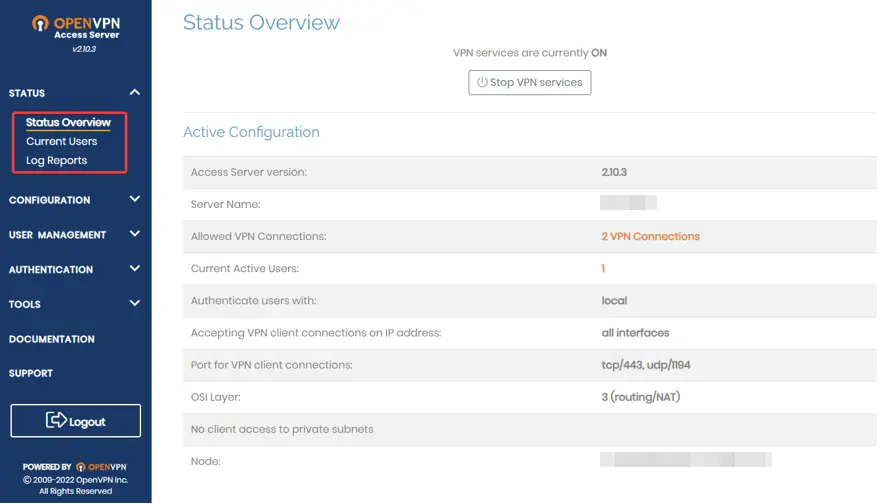 OPENVPN
Access Server
v2.10.3
STATUS
Status Overview
Current Users
Log Reports
CONFIGURATION
USER MANAGEMENT
AUTHENTICATION
TOOLS
DOCUMENTATION
SUPPORT
Logout
POWERED BY OPENVPN
© 2009-2022 OpenVPN Inc.
All Rights Reserved
Status Overview
VPN services are currently ON
Stop VPN services
Active Configuration
Access Server version: 2.10.3
Server Name:
Allowed VPN Connections: 2 VPN Connections
Current Active Users: 1
Authenticate users with: local
Accepting VPN client connections on IP address: all interfaces
Port for VPN client connections: tcp/443, udp/1194
OSI Layer: 3 (routing/NAT)
No client access to private subnets
Node: